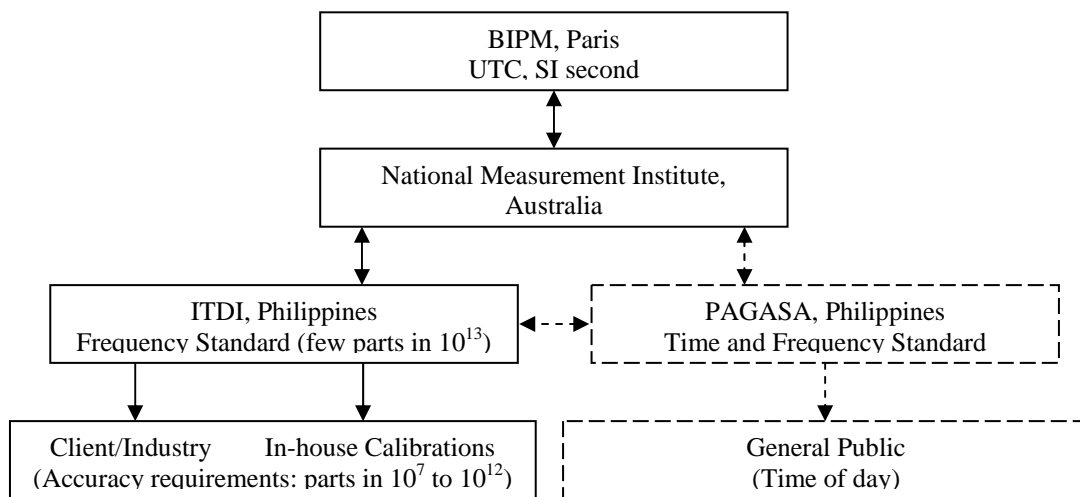 BIPM, Paris
UTC, SI second
National Measurement Institute,
Australia
ITDI, Philippines
Frequency Standard (few parts in 10¹³)
PAGASA, Philippines
Time and Frequency Standard
Client/Industry In-house Calibrations
(Accuracy requirements: parts in 10⁷ to 10¹²)
General Public
(Time of day)